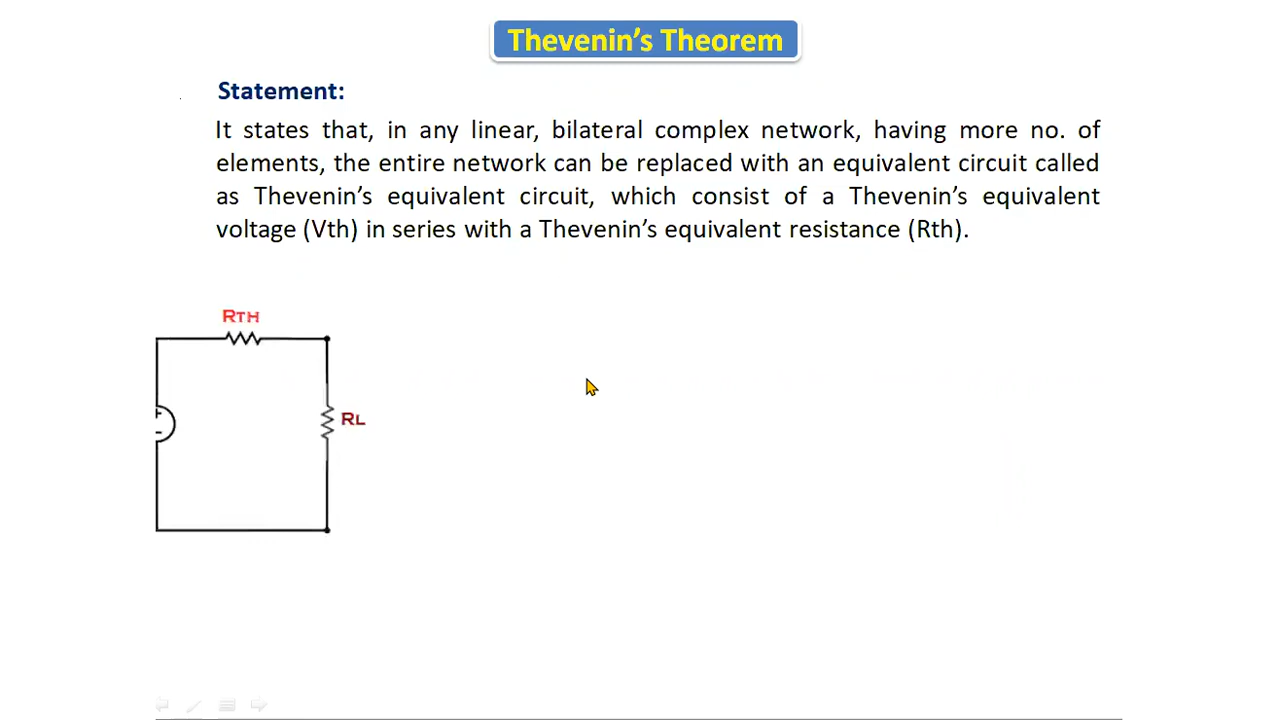 Thevenin's Theorem
Statement:
It states that, in any linear, bilateral complex network, having more no. of
elements, the entire network can be replaced with an equivalent circuit called
as Thevenin's equivalent circuit, which consist of a Thevenin's equivalent
voltage (Vth) in series with a Thevenin's equivalent resistance (Rth).
RTH
+
-
RL